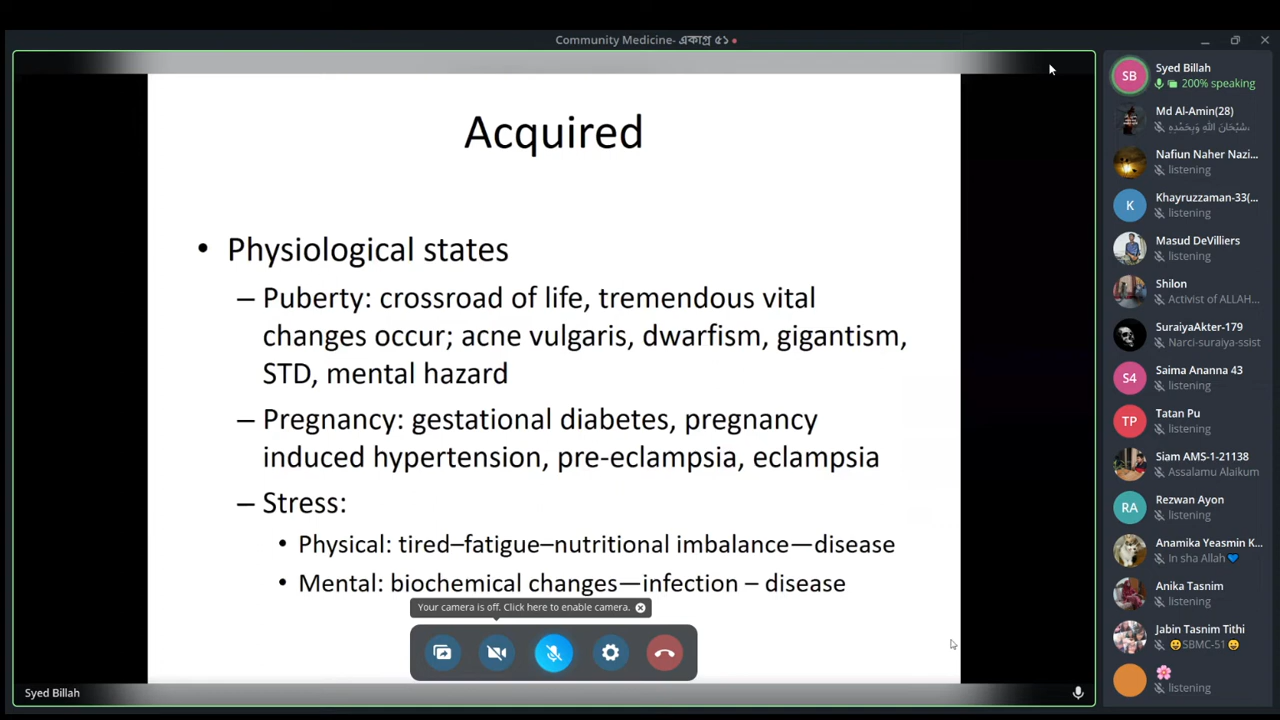 Community Medicine- একাগ্র ৫১
Acquired
• Physiological states
– Puberty: crossroad of life, tremendous vital
changes occur; acne vulgaris, dwarfism, gigantism,
STD, mental hazard
– Pregnancy: gestational diabetes, pregnancy
induced hypertension, pre-eclampsia, eclampsia
– Stress:
• Physical: tired–fatigue–nutritional imbalance—disease
• Mental: biochemical changes—infection – disease
Your camera is off. Click here to enable camera.
Syed Billah
SB
Syed Billah
200% speaking
Md Al-Amin(28)
سُبْحَانَ اللَّهِ وَبِحَمْدِهِ،
Nafiun Naher Nazi...
listening
K
Khayruzzaman-33(...
listening
Masud DeVilliers
listening
Shilon
Activist of ALLAH...
SuraiyaAkter-179
Narci-suraiya-ssist
S4
Saima Ananna 43
listening
TP
Tatan Pu
listening
Siam AMS-1-21138
Assalamu Alaikum
RA
Rezwan Ayon
listening
Anamika Yeasmin K...
In sha Allah💙
Anika Tasnim
listening
Jabin Tasnim Tithi
😃SBMC-51😃
🌸
listening